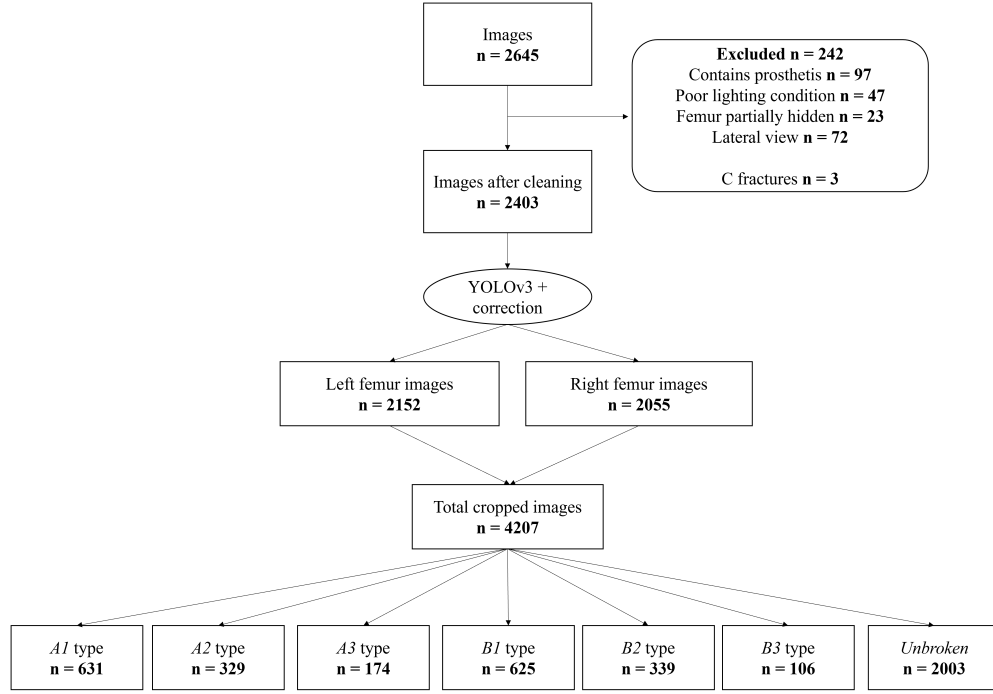 Images
n = 2645
Excluded n = 242
Contains prosthetis n = 97
Poor lighting condition n = 47
Femur partially hidden n = 23
Lateral view n = 72
C fractures n = 3
Images after cleaning
n = 2403
YOLOv3 +
correction
Left femur images
n = 2152
Right femur images
n = 2055
Total cropped images
n = 4207
A1 type
n = 631
A2 type
n = 329
A3 type
n = 174
B1 type
n = 625
B2 type
n = 339
B3 type
n = 106
Unbroken
n = 2003